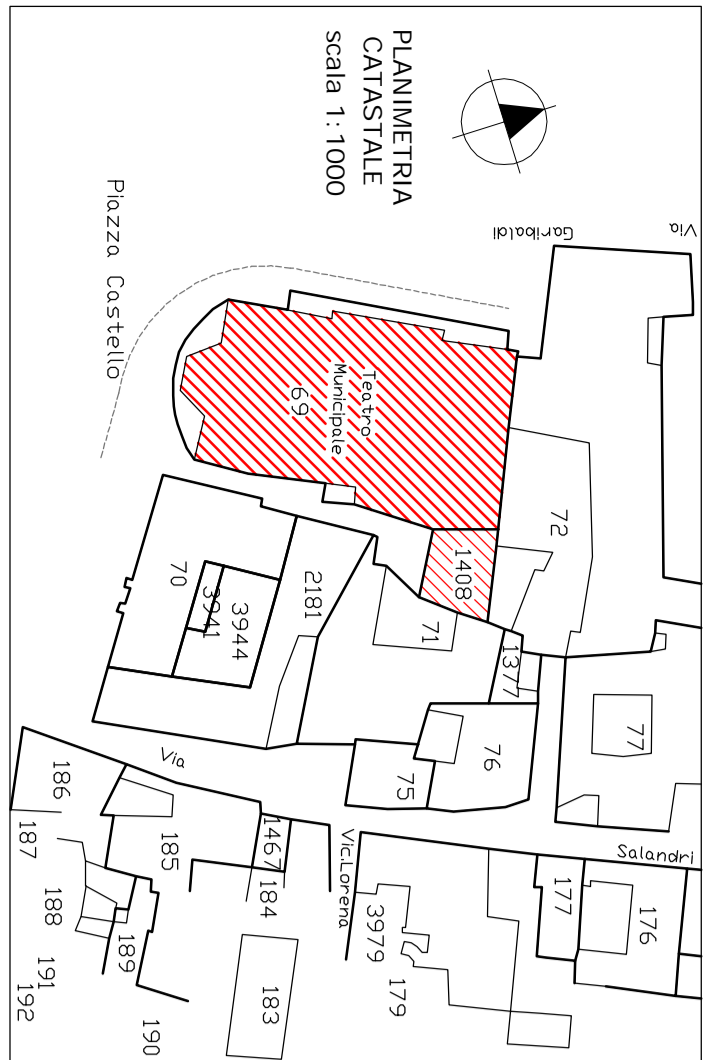 PLANIMETRIA
CATASTALE
scala 1:1000
Piazza Castello
Via
Garibaldi
Teatro
Municipale
69
72
1408
70
3941
3944
2181
71
1377
77
76
75
Via
Salandri
186
187
185
1467
184
Vic.Lorena
188
189
183
3979
179
177
176
191
192
190